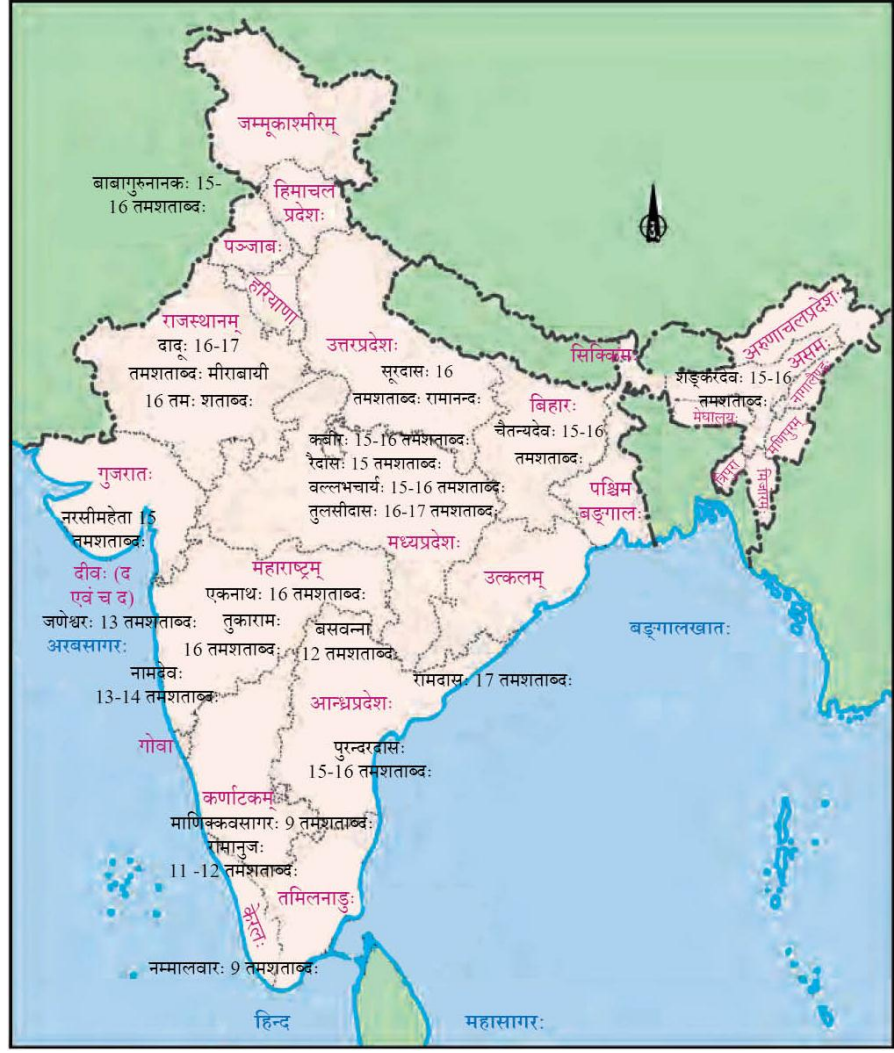 जम्मूकाश्मीरम्
बाबागुरुनानकः 15-
16 तमशताब्दः
हिमाचल
प्रदेशः
पञ्जाबः
हरियाणा
राजस्थानम्
दादूः 16-17
तमशताब्दः मीराबायी
16 तमः शताब्दः
उत्तरप्रदेशः
सूरदासः 16
तमशताब्दः रामानन्दः
सिक्किमः
अरुणाचलप्रदेशः
असमः
नागालैण्ड
शङ्करदेवः 15-16
तमशताब्दः
मेघालयः
मणिपुरम्
त्रिपुरा
मिजोरमः
बिहारः
चैतन्यदेवः 15-16
तमशताब्दः
कबीरः 15-16 तमशताब्दः
रैदासः 15 तमशताब्दः
वल्लभचार्यः 15-16 तमशताब्दः
तुलसीदासः 16-17 तमशताब्दः
पश्चिम
बङ्गालः
गुजरातः
नरसीमहेता 15
तमशताब्दः
मध्यप्रदेशः
दीवः (द
एवं च द)
महाराष्ट्रम्
एकनाथः 16 तमशताब्दः
उत्कलम्
जणेश्वरः 13 तमशताब्दः
तुकारामः
16 तमशताब्दः
बसवन्ना
12 तमशताब्दः
अरबसागरः
बङ्गालखातः
नामदेवः
13-14 तमशताब्दः
रामदासः 17 तमशताब्दः
आन्ध्रप्रदेशः
गोवा
पुरन्दरदासः
15-16 तमशताब्दः
कर्णाटकम्
माणिक्कवसागरः 9 तमशताब्दः
रामानुजः
11 -12 तमशताब्दः
तमिलनाडुः
केरलः
नम्मालवारः 9 तमशताब्दः
हिन्द महासागरः